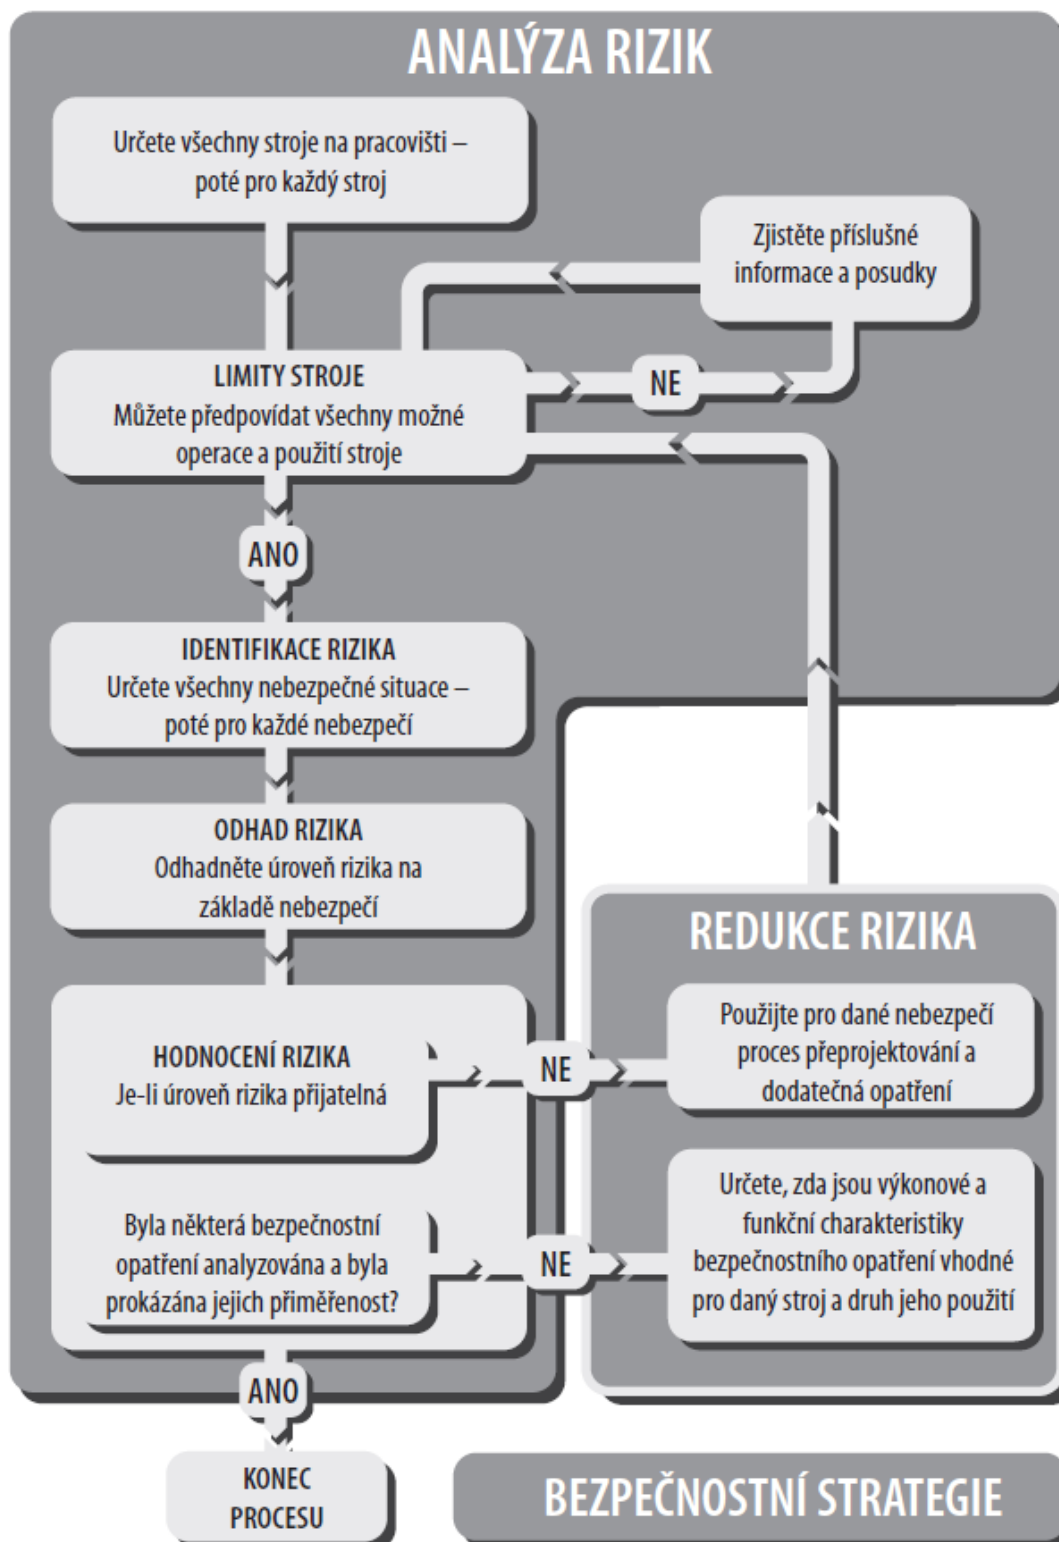 ANALÝZA RIZIK
Určete všechny stroje na pracovišti –
poté pro každý stroj
Zjistěte příslušné
informace a posudky
LIMITY STROJE
Můžete předpovídat všechny možné
operace a použití stroje
NE
ANO
IDENTIFIKACE RIZIKA
Určete všechny nebezpečné situace –
poté pro každé nebezpečí
ODHAD RIZIKA
Odhadněte úroveň rizika na
základě nebezpečí
HODNOCENÍ RIZIKA
Je-li úroveň rizika přijatelná
NE
Byla některá bezpečnostní
opatření analyzována a byla
prokázána jejich přiměřenost?
NE
REDUKCE RIZIKA
Použijte pro dané nebezpečí
proces přeprojektování a
dodatečná opatření
Určete, zda jsou výkonové a
funkční charakteristiky
bezpečnostního opatření vhodné
pro daný stroj a druh jeho použití
ANO
KONEC
PROCESU
BEZPEČNOSTNÍ STRATEGIE